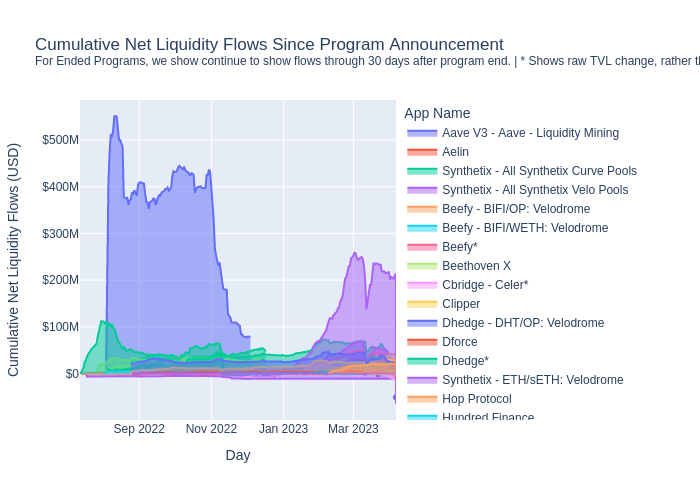 Cumulative Net Liquidity Flows Since Program Announcement
For Ended Programs, we show continue to show flows through 30 days after program end. | * Shows raw TVL change, rather
App Name
Aave V3 - Aave - Liquidity Mining
Aelin
Synthetix - All Synthetix Curve Pools
Synthetix - All Synthetix Velo Pools
Beefy - BIFI/OP: Velodrome
Beefy - BIFI/WETH: Velodrome
Beefy*
Beethoven X
Cbridge - Celer*
Clipper
Dhedge - DHT/OP: Velodrome
Dforce
Dhedge*
Synthetix - ETH/sETH: Velodrome
Hop Protocol
Hundred Finance
Cumulative Net Liquidity Flows (USD)
$500M
$400M
$300M
$200M
$100M
$0
Sep 2022
Nov 2022
Jan 2023
Mar 2023
Day